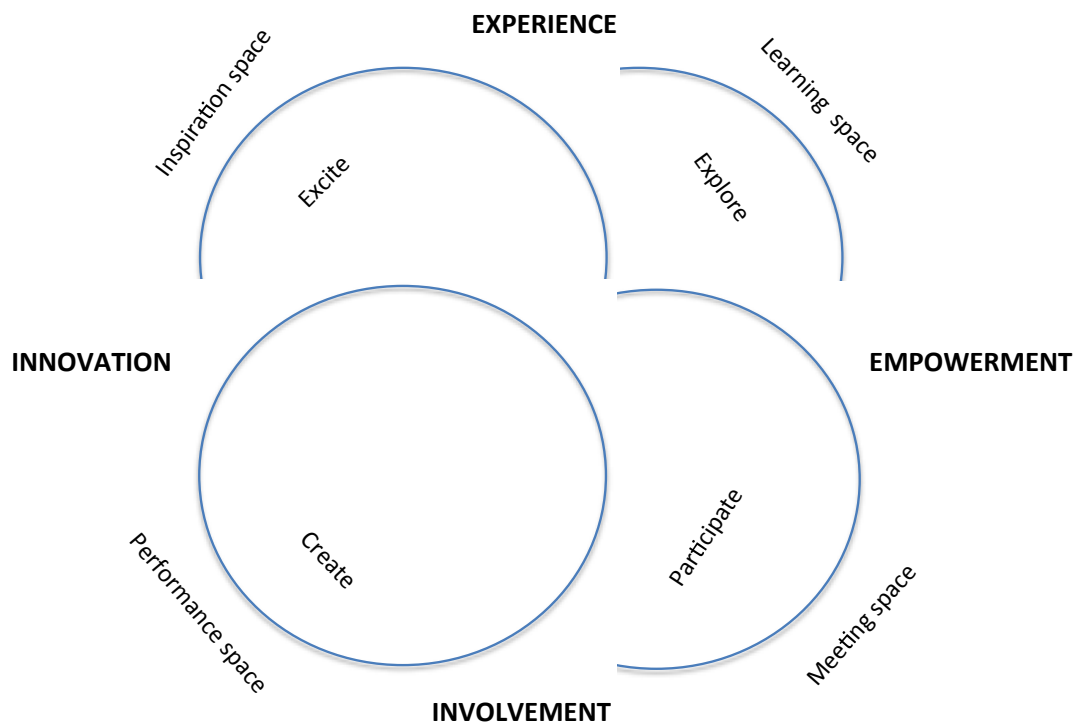 EXPERIENCE
Inspiration space
Learning space
Excite
Explore
INNOVATION
EMPOWERMENT
Create
Participate
Performance space
Meeting space
INVOLVEMENT